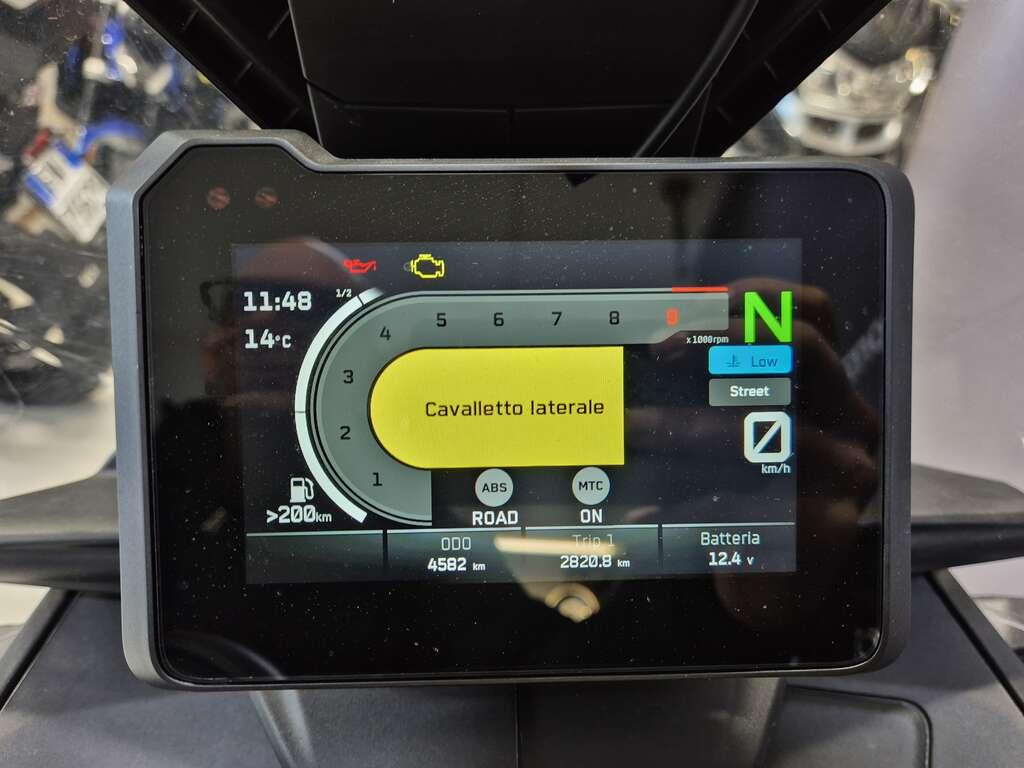 11:48
14°C
1/2
1
2
3
4
5
6
7
8
9
x1000rpm
N
Low
Street
0
km/h
Cavalletto laterale
ABS
ROAD
MTC
ON
>200km
ODO
4582 km
Trip 1
2820.8 km
Batteria
12.4 v